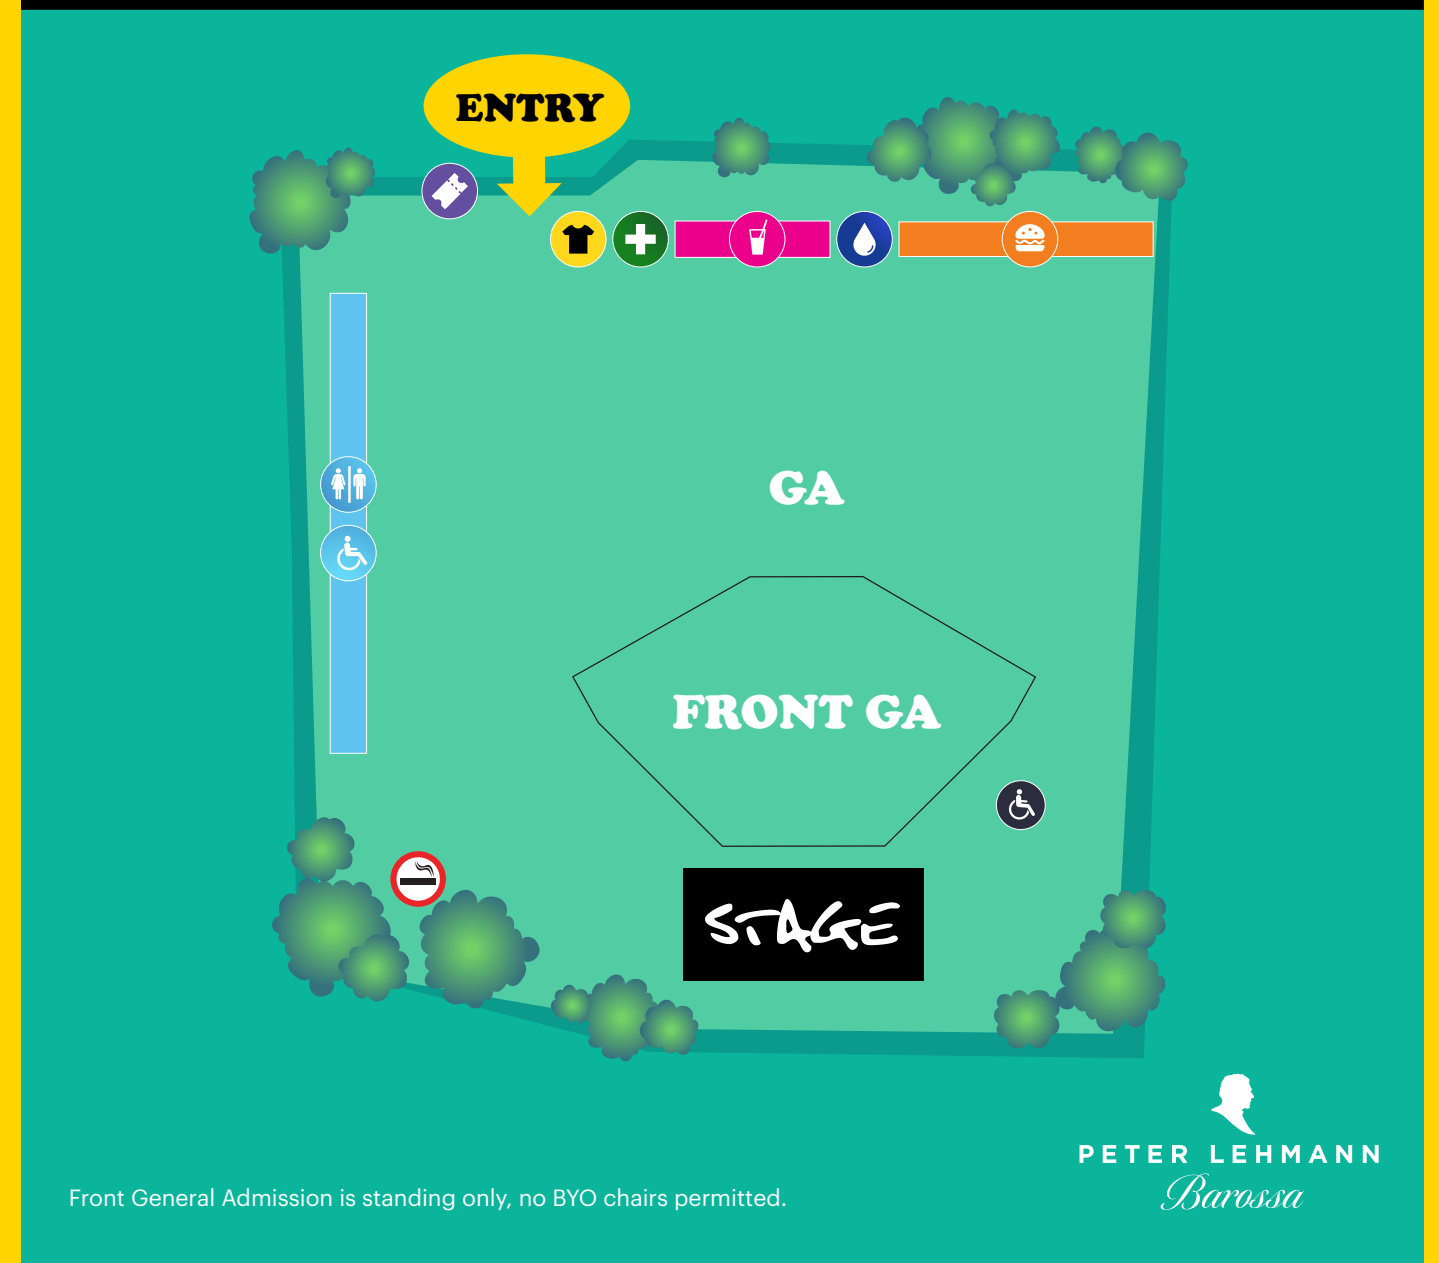 ENTRY
GA
FRONT GA
STAGE
PETER LEHMANN
Barossa
Front General Admission is standing only, no BYO chairs permitted.